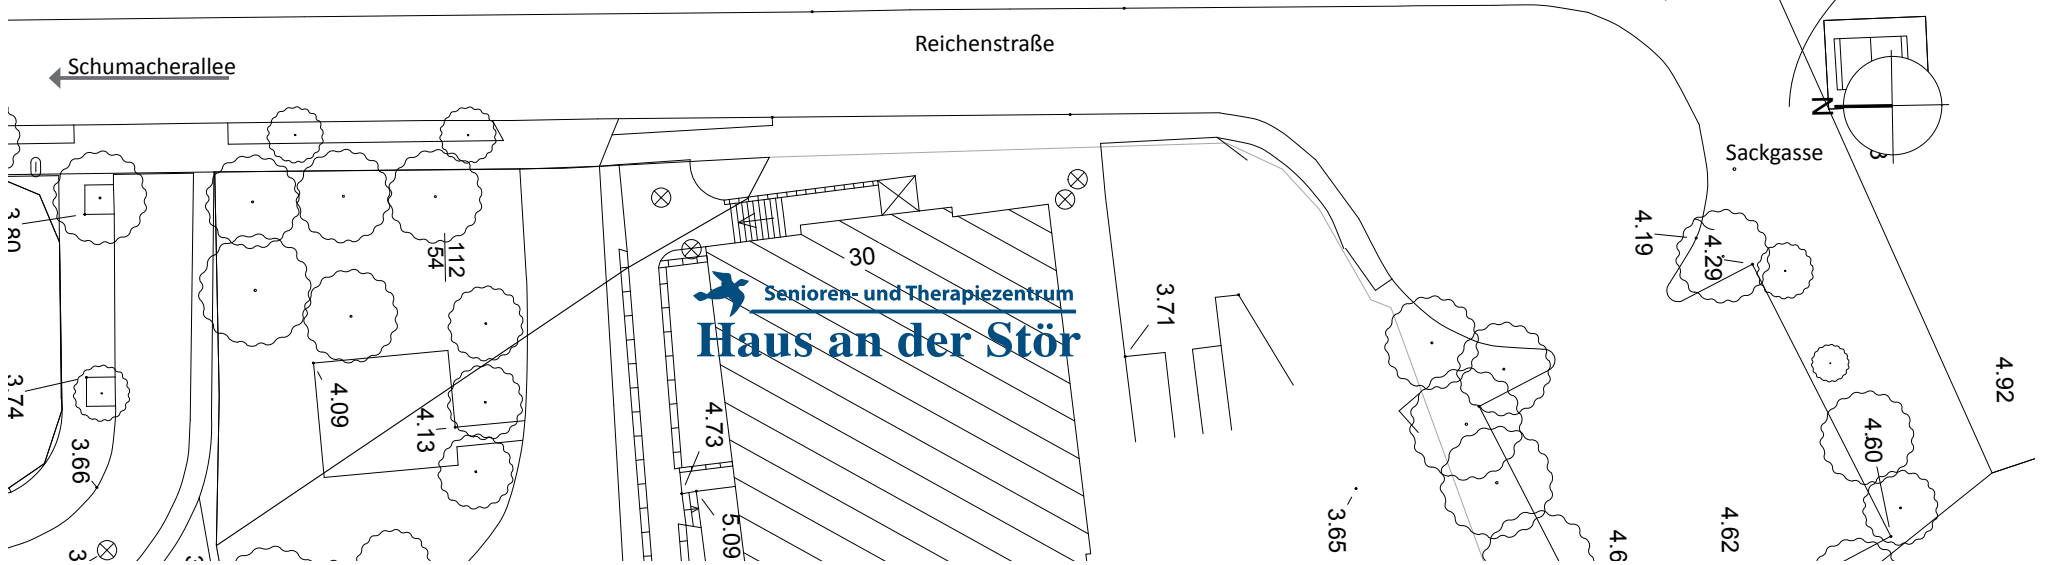 Reichenstraße
Schumacherallee
N
Sackgasse
3.80
112
54
30
4.19
4.29
Senioren- und Therapiezentrum
Haus an der Stör
3.71
3.74
4.09
4.13
4.73
4.92
3.66
4.60
5.09
3.65
4.62